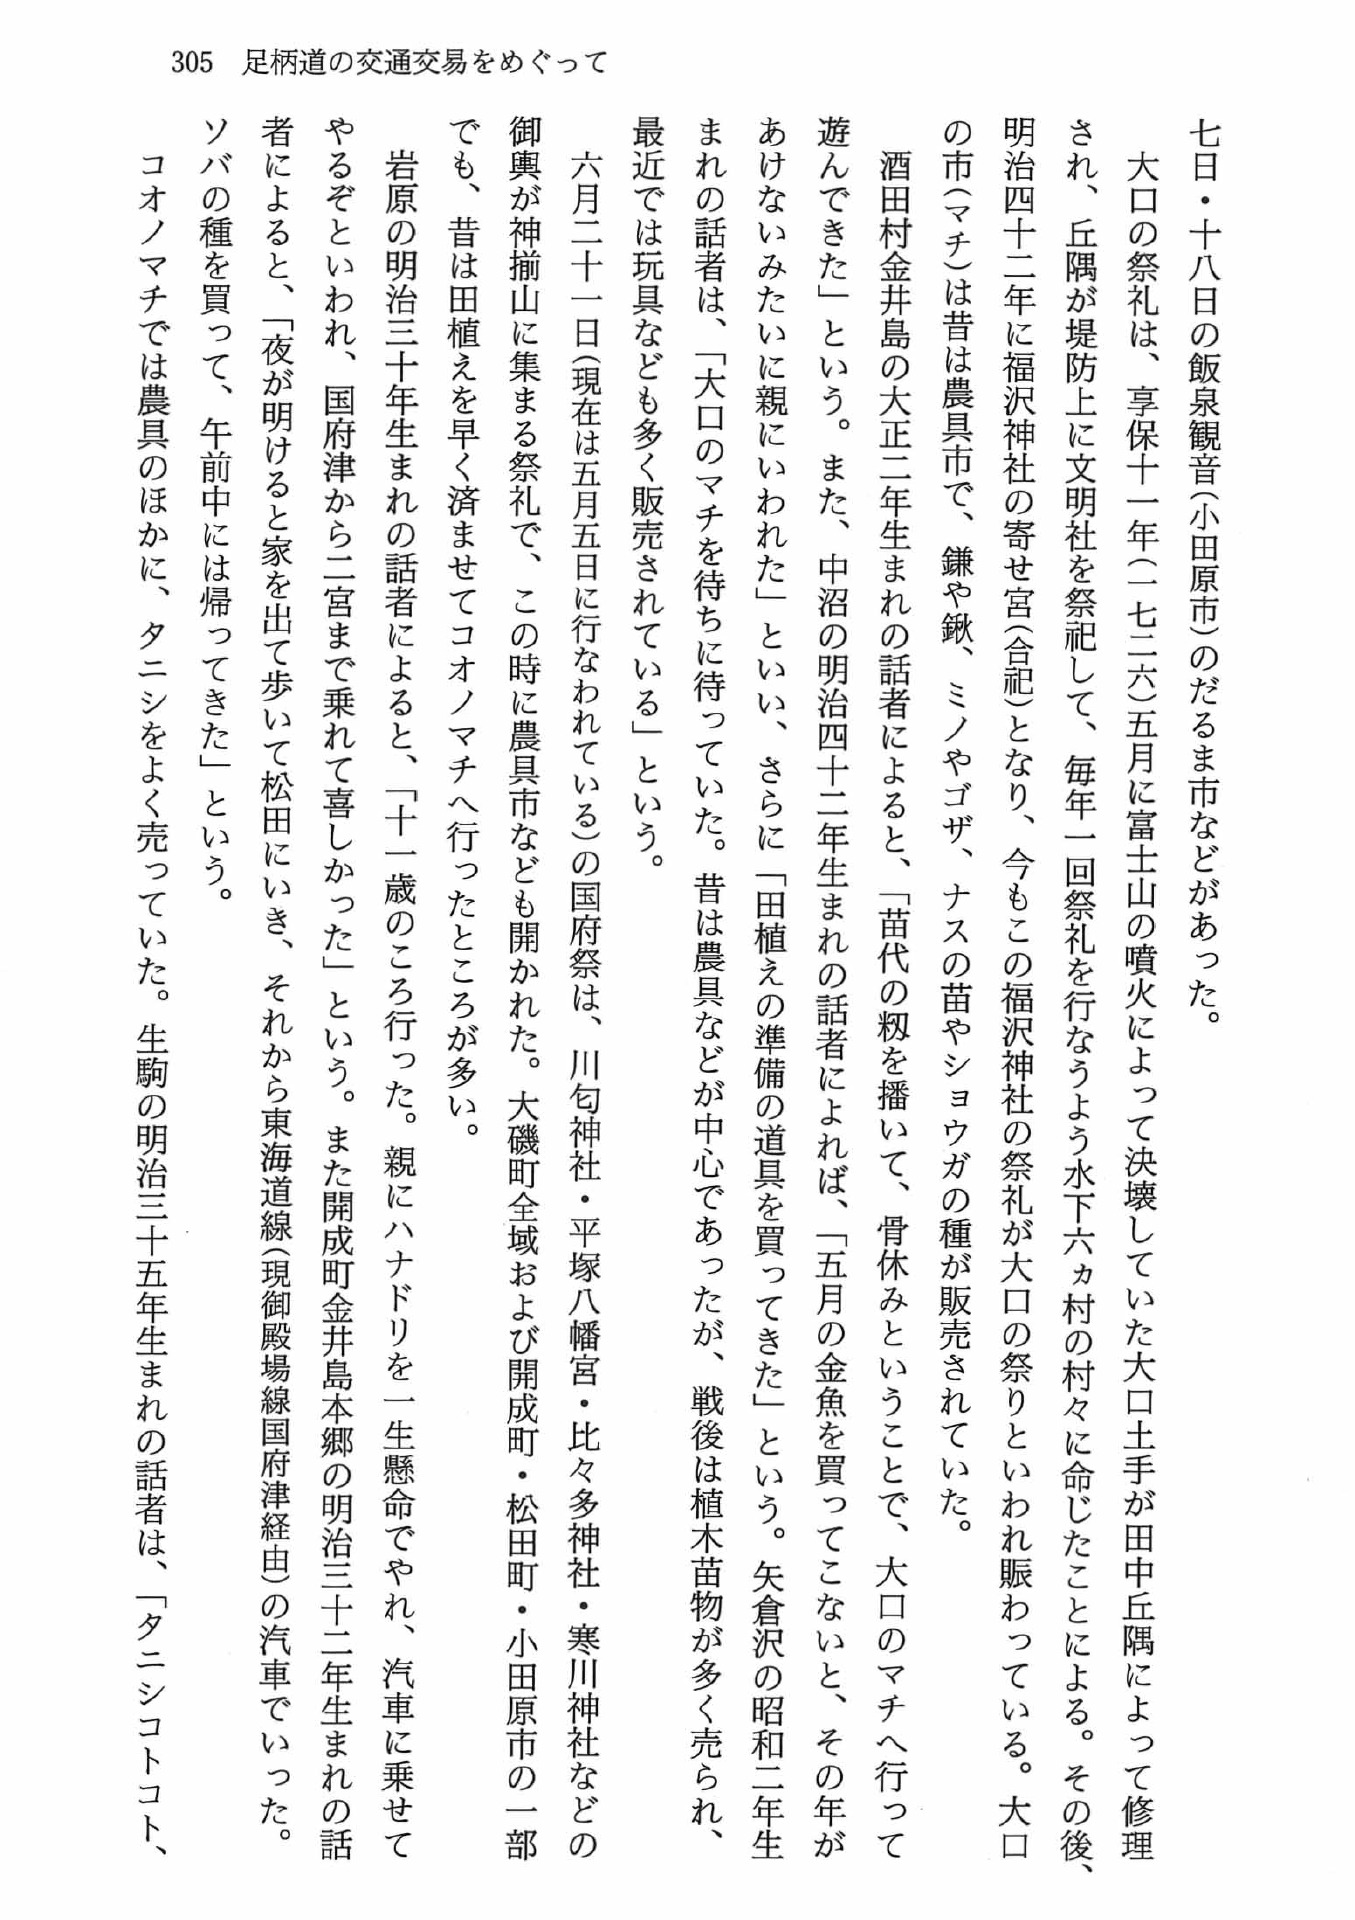 305 足柄道の交通交易をめぐって
七日・十八日の飯泉観音(小田原市)のだるま市などがあった。
大口の祭礼は、享保十一年(一七二六)五月に富士山の噴火によって決壊していた大口土手が田中丘隅によって修理
され、丘隅が堤防上に文明社を祭祀して、毎年一回祭礼を行なうよう水下六ヵ村の村々に命じたことによる。その後、
明治四十二年に福沢神社の寄せ宮(合祀)となり、今もこの福沢神社の祭礼が大口の祭りといわれ賑わっている。大口
の市(マチ)は昔は農具市で、鎌や鍬、ミノやゴザ、ナスの苗やショウガの種が販売されていた。
酒田村金井島の大正二年生まれの話者によると、「苗代の籾を播いて、骨休みということで、大口のマチへ行って
遊んできた」という。また、中沼の明治四十二年生まれの話者によれば、「五月の金魚を買ってこないと、その年が
あけないみたいに親にいわれた」といい、さらに「田植えの準備の道具を買ってきた」という。矢倉沢の昭和二年生
まれの話者は、「大口のマチを待ちに待っていた。昔は農具などが中心であったが、戦後は植木苗物が多く売られ、
最近では玩具なども多く販売されている」という。
六月二十一日(現在は五月五日に行なわれている)の国府祭は、川匂神社・平塚八幡宮・比々多神社・寒川神社などの
御輿が神揃山に集まる祭礼で、この時に農具市なども開かれた。大磯町全域および開成町・松田町・小田原市の一部
でも、昔は田植えを早く済ませてコオノマチへ行ったところが多い。
岩原の明治三十年生まれの話者によると、「十一歳のころ行った。親にハナドリを一生懸命でやれ、汽車に乗せて
やるぞといわれ、国府津から二宮まで乗れて喜しかった」という。また開成町金井島本郷の明治三十二年生まれの話
者によると、「夜が明けると家を出て歩いて松田にいき、それから東海道線(現御殿場線国府津経由)の汽車でいった。
ソバの種を買って、午前中には帰ってきた」という。
コオノマチでは農具のほかに、タニシをよく売っていた。生駒の明治三十五年生まれの話者は、「タニシコトコト、